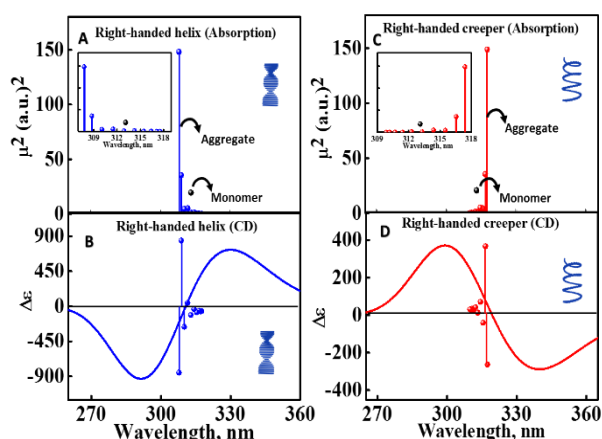 A
Right-handed helix (Absorption)
150
100
50
0
μ² (a.u.)²
309 312 315 318
Wavelength, nm
Aggregate
Monomer
C
Right-handed creeper (Absorption)
150
100
50
0
μ² (a.u.)²
309 312 315 318
Wavelength, nm
Aggregate
Monomer
B
Right-handed helix (CD)
900
450
0
-450
-900
Δε
270 300 330 360
Wavelength, nm
D
Right-handed creeper (CD)
400
200
0
-200
-400
Δε
270 300 330 360
Wavelength, nm